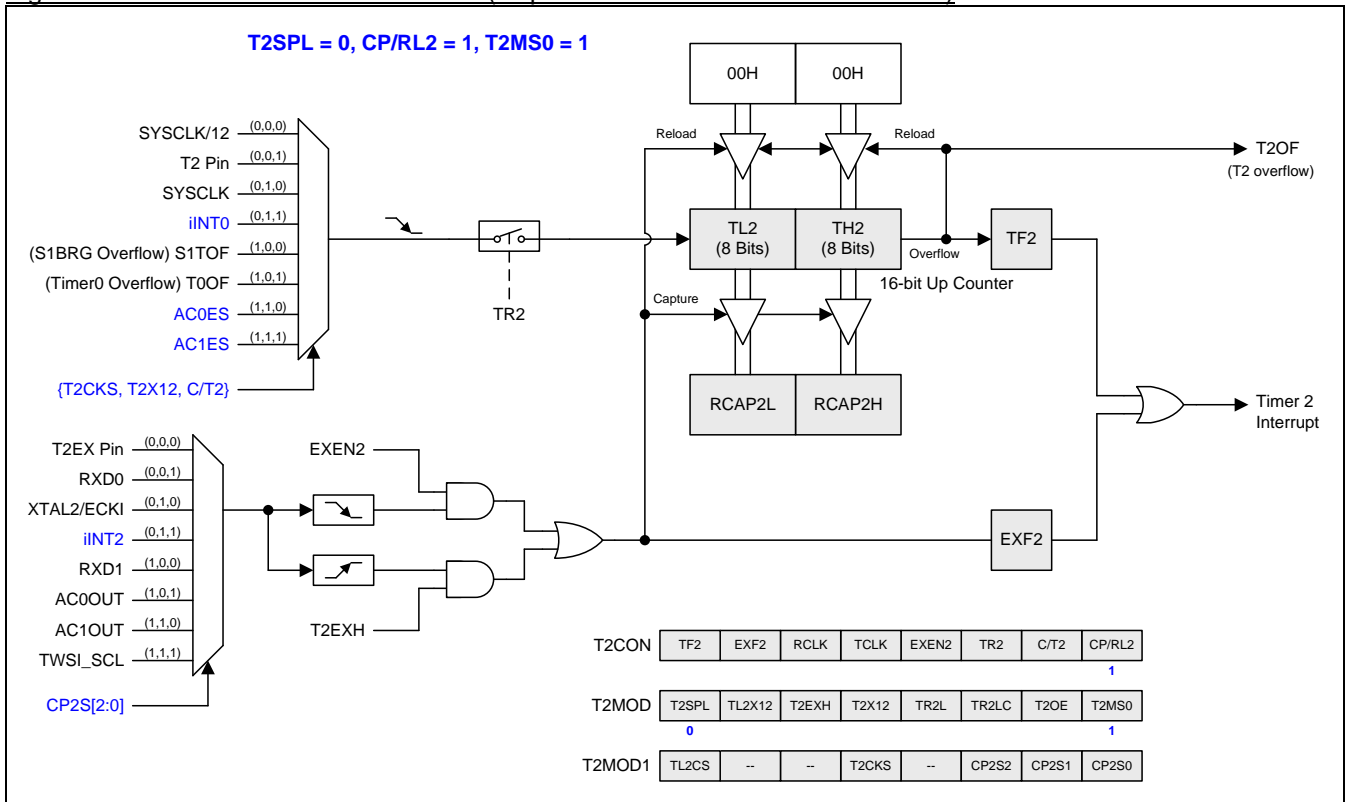 T2SPL = 0, CP/RL2 = 1, T2MS0 = 1
00H 00H
SYSCLK/12 (0,0,0)
Reload Reload
T2 Pin (0,0,1)
T2OF
(T2 overflow)
SYSCLK (0,1,0)
iINT0 (0,1,1)
(S1BRG Overflow) S1TOF (1,0,0)
(Timer0 Overflow) T0OF (1,0,1)
AC0ES (1,1,0)
AC1ES (1,1,1)
{T2CKS, T2X12, C/T2}
TR2
TL2
(8 Bits)
TH2
(8 Bits)
Overflow
TF2
16-bit Up Counter
Capture
RCAP2L RCAP2H
Timer 2
Interrupt
T2EX Pin (0,0,0)
RXD0 (0,0,1)
XTAL2/ECKI (0,1,0)
iINT2 (0,1,1)
RXD1 (1,0,0)
AC0OUT (1,0,1)
AC1OUT (1,1,0)
TWSI_SCL (1,1,1)
CP2S[2:0]
EXEN2
T2EXH
EXF2
T2CON TF2 EXF2 RCLK TCLK EXEN2 TR2 C/T2 CP/RL2
1
T2MOD T2SPL TL2X12 T2EXH T2X12 TR2L TR2LC T2OE T2MS0
0 1
T2MOD1 TL2CS -- -- T2CKS -- CP2S2 CP2S1 CP2S0